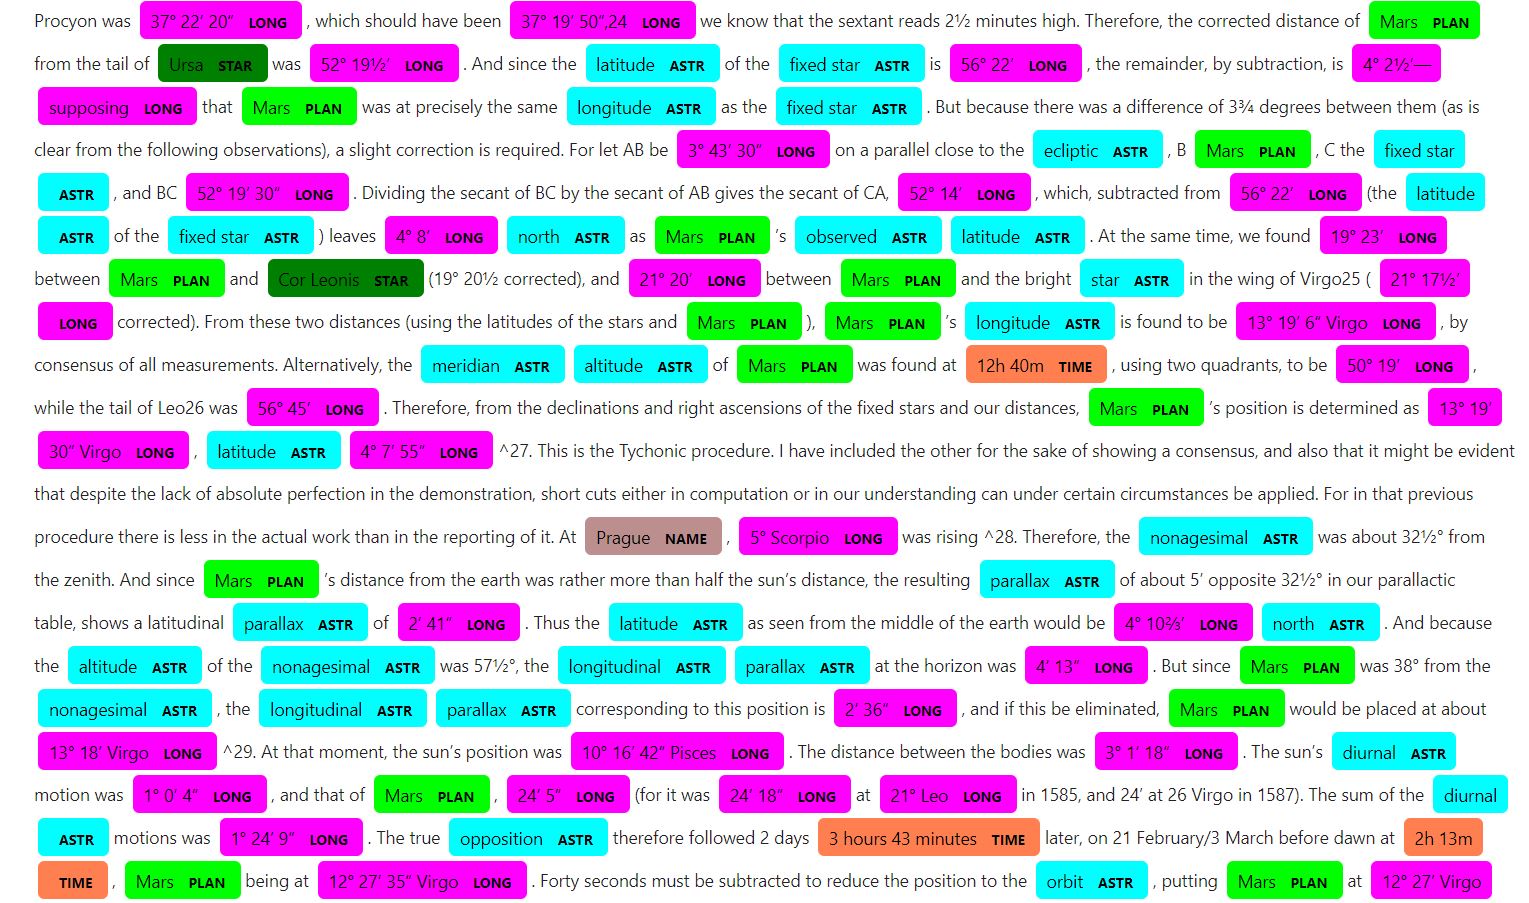 Procyon was 37° 22′ 20″ LONG , which should have been 37° 19′ 50″,24 LONG we know that the sextant reads 2½ minutes high. Therefore, the corrected distance of Mars PLAN
from the tail of Ursa STAR was 52° 19½′ LONG . And since the latitude ASTR of the fixed star ASTR is 56° 22′ LONG , the remainder, by subtraction, is 4° 2½′—
supposing LONG that Mars PLAN was at precisely the same longitude ASTR as the fixed star ASTR . But because there was a difference of 3¾ degrees between them (as is
clear from the following observations), a slight correction is required. For let AB be 3° 43′ 30″ LONG on a parallel close to the ecliptic ASTR , B Mars PLAN , C the fixed star
ASTR , and BC 52° 19′ 30″ LONG . Dividing the secant of BC by the secant of AB gives the secant of CA, 52° 14′ LONG , which, subtracted from 56° 22′ LONG (the latitude
ASTR of the fixed star ASTR ) leaves 4° 8′ LONG north ASTR as Mars PLAN 's observed ASTR latitude ASTR . At the same time, we found 19° 23′ LONG
between Mars PLAN and Cor Leonis STAR (19° 20½ corrected), and 21° 20′ LONG between Mars PLAN and the bright star ASTR in the wing of Virgo25 ( 21° 17½′
LONG corrected). From these two distances (using the latitudes of the stars and Mars PLAN ), Mars PLAN 's longitude ASTR is found to be 13° 19′ 6″ Virgo LONG , by
consensus of all measurements. Alternatively, the meridian ASTR altitude ASTR of Mars PLAN was found at 12h 40m TIME , using two quadrants, to be 50° 19′ LONG ,
while the tail of Leo26 was 56° 45′ LONG . Therefore, from the declinations and right ascensions of the fixed stars and our distances, Mars PLAN 's position is determined as 13° 19′
30″ Virgo LONG , latitude ASTR 4° 7′ 55″ LONG ^27. This is the Tychonic procedure. I have included the other for the sake of showing a consensus, and also that it might be evident
that despite the lack of absolute perfection in the demonstration, short cuts either in computation or in our understanding can under certain circumstances be applied. For in that previous
procedure there is less in the actual work than in the reporting of it. At Prague NAME , 5° Scorpio LONG was rising ^28. Therefore, the nonagesimal ASTR was about 32½° from
the zenith. And since Mars PLAN 's distance from the earth was rather more than half the sun's distance, the resulting parallax ASTR of about 5′ opposite 32½° in our parallactic
table, shows a latitudinal parallax ASTR of 2′ 41″ LONG . Thus the latitude ASTR as seen from the middle of the earth would be 4° 10⅔′ LONG north ASTR . And because
the altitude ASTR of the nonagesimal ASTR was 57½°, the longitudinal ASTR parallax ASTR at the horizon was 4′ 13″ LONG . But since Mars PLAN was 38° from the
nonagesimal ASTR , the longitudinal ASTR parallax ASTR corresponding to this position is 2′ 36″ LONG , and if this be eliminated, Mars PLAN would be placed at about
13° 18′ Virgo LONG ^29. At that moment, the sun's position was 10° 16′ 42″ Pisces LONG . The distance between the bodies was 3° 1′ 18″ LONG . The sun's diurnal ASTR
motion was 1° 0′ 4″ LONG , and that of Mars PLAN , 24′ 5″ LONG (for it was 24′ 18″ LONG at 21° Leo LONG in 1585, and 24′ at 26 Virgo in 1587). The sum of the diurnal
ASTR motions was 1° 24′ 9″ LONG . The true opposition ASTR therefore followed 2 days 3 hours 43 minutes TIME later, on 21 February/3 March before dawn at 2h 13m
TIME , Mars PLAN being at 12° 27′ 35″ Virgo LONG . Forty seconds must be subtracted to reduce the position to the orbit ASTR , putting Mars PLAN at 12° 27′ Virgo